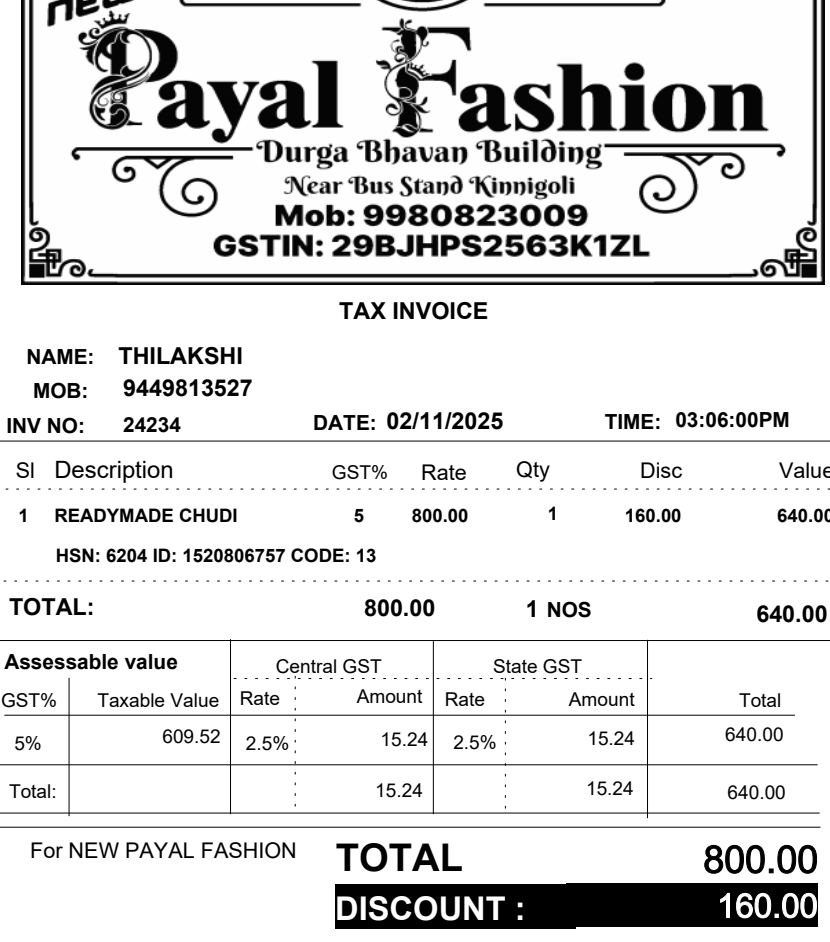 new
Payal Fashion
Durga Bhavan Building
Near Bus Stand Kinnigoli
Mob: 9980823009
GSTIN: 29BJHPS2563K1ZL
TAX INVOICE
NAME: THILAKSHI
MOB: 9449813527
INV NO: 24234 DATE: 02/11/2025 TIME: 03:06:00PM
Sl Description GST% Rate Qty Disc Value
1 READYMADE CHUDI 5 800.00 1 160.00 640.00
HSN: 6204 ID: 1520806757 CODE: 13
TOTAL: 800.00 1 NOS 640.00
Assessable value Central GST State GST
GST% Taxable Value Rate Amount Rate Amount Total
5% 609.52 2.5% 15.24 2.5% 15.24 640.00
Total: 15.24 15.24 640.00
For NEW PAYAL FASHION TOTAL 800.00
DISCOUNT : 160.00